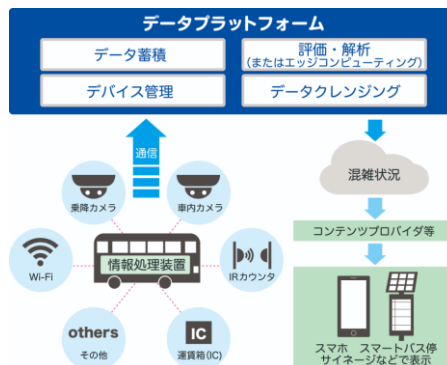 データプラットフォーム
データ蓄積
評価・解析
(またはエッジコンピューティング)
デバイス管理
データクレンジング
通信
乗降カメラ
車内カメラ
混雑状況
コンテンツプロバイダ等
Wi-Fi
情報処理装置
IRカウンタ
others
その他
IC
運賃箱(IC)
スマホ スマートバス停
サイネージなどで表示